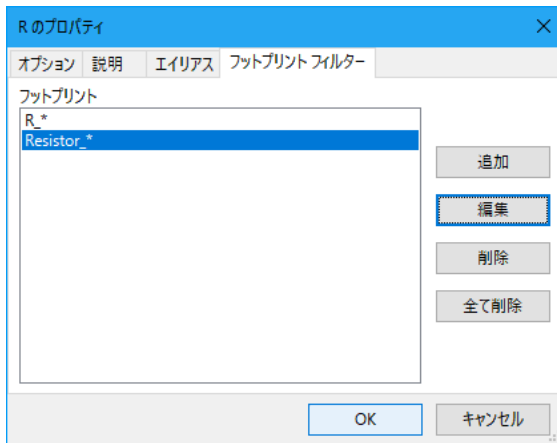 R のプロパティ
オプション 説明 エイリアス フットプリント フィルター
フットプリント
R_*
Resistor_*
追加
編集
削除
全て削除
OK キャンセル